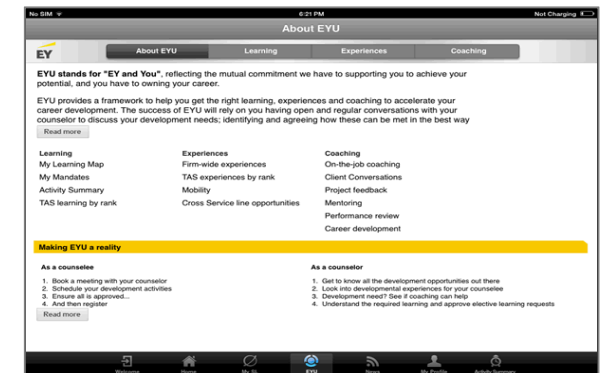 No SIM 6:21 PM Not Charging
About EYU
EY About EYU Learning Experiences Coaching
EYU stands for "EY and You", reflecting the mutual commitment we have to supporting you to achieve your
potential, and you have to owning your career.
EYU provides a framework to help you get the right learning, experiences and coaching to accelerate your
career development. The success of EYU will rely on you having open and regular conversations with your
counselor to discuss your development needs; identifying and agreeing how these can be met in the best way
Read more
Learning Experiences Coaching
My Learning Map Firm-wide experiences On-the-job coaching
My Mandates TAS experiences by rank Client Conversations
Activity Summary Mobility Project feedback
TAS learning by rank Cross Service line opportunities Mentoring
Performance review
Career development
Making EYU a reality
As a counselee
1. Book a meeting with your counselor
2. Schedule your development activities
3. Ensure all is approved...
4. And then register
Read more
As a counselor
1. Get to know all the development opportunities out there
2. Look into developmental experiences for your counselee
3. Development need? See if coaching can help
4. Understand the required learning and approve elective learning requests
Welcome Home My SL EYU News My Profile Activity Summary